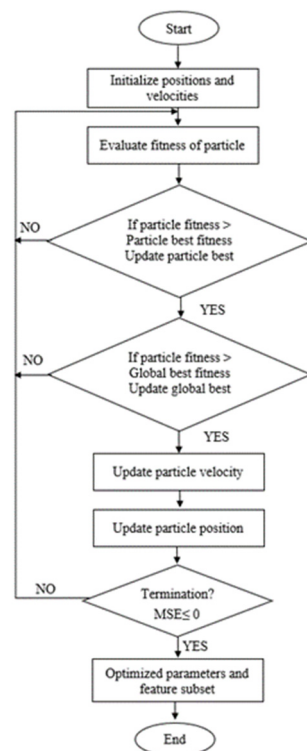 Start
Initialize positions and
velocities
Evaluate fitness of particle
If particle fitness >
Particle best fitness
Update particle best
NO
YES
If particle fitness >
Global best fitness
Update global best
NO
YES
Update particle velocity
Update particle position
Termination?
MSE≤ 0
NO
YES
Optimized parameters and
feature subset
End